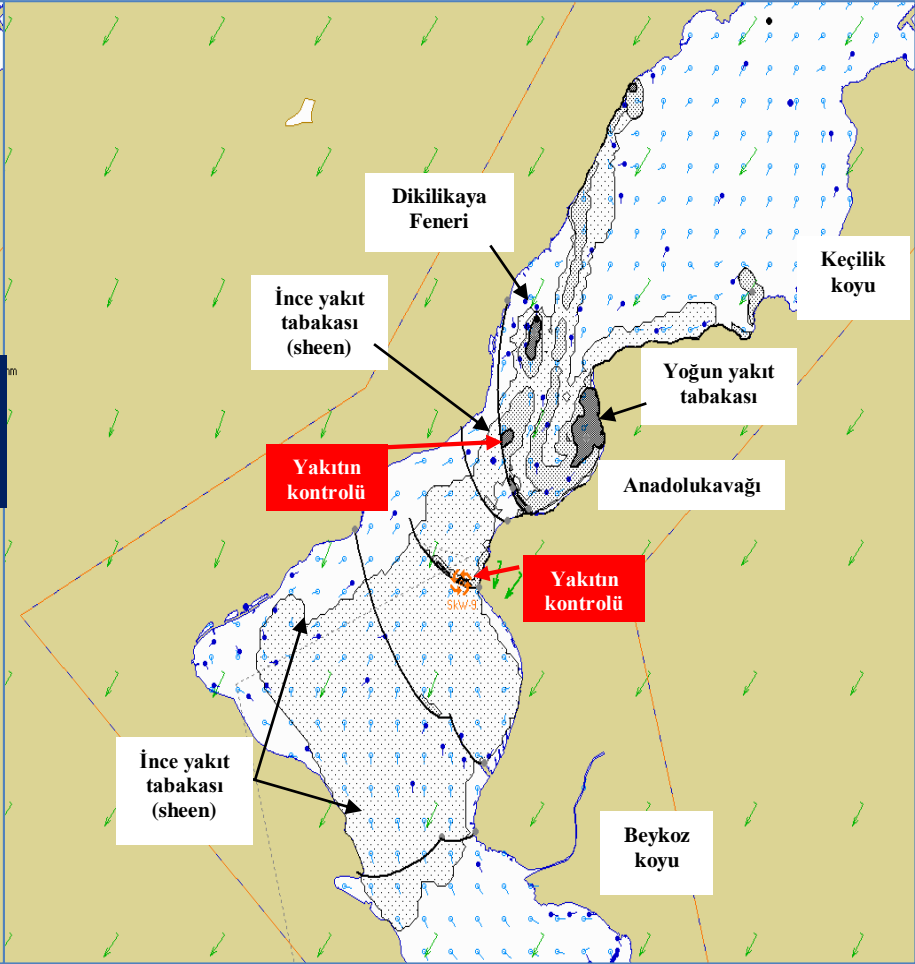 Dikilikaya
Feneri
Keçilik
koyu
İnce yakıt
tabakası
(sheen)
nm
Yoğun yakıt
tabakası
Yakıtın
kontrolü
Anadolukavağı
Yakıtın
kontrolü
İnce yakıt
tabakası
(sheen)
Beykoz
koyu